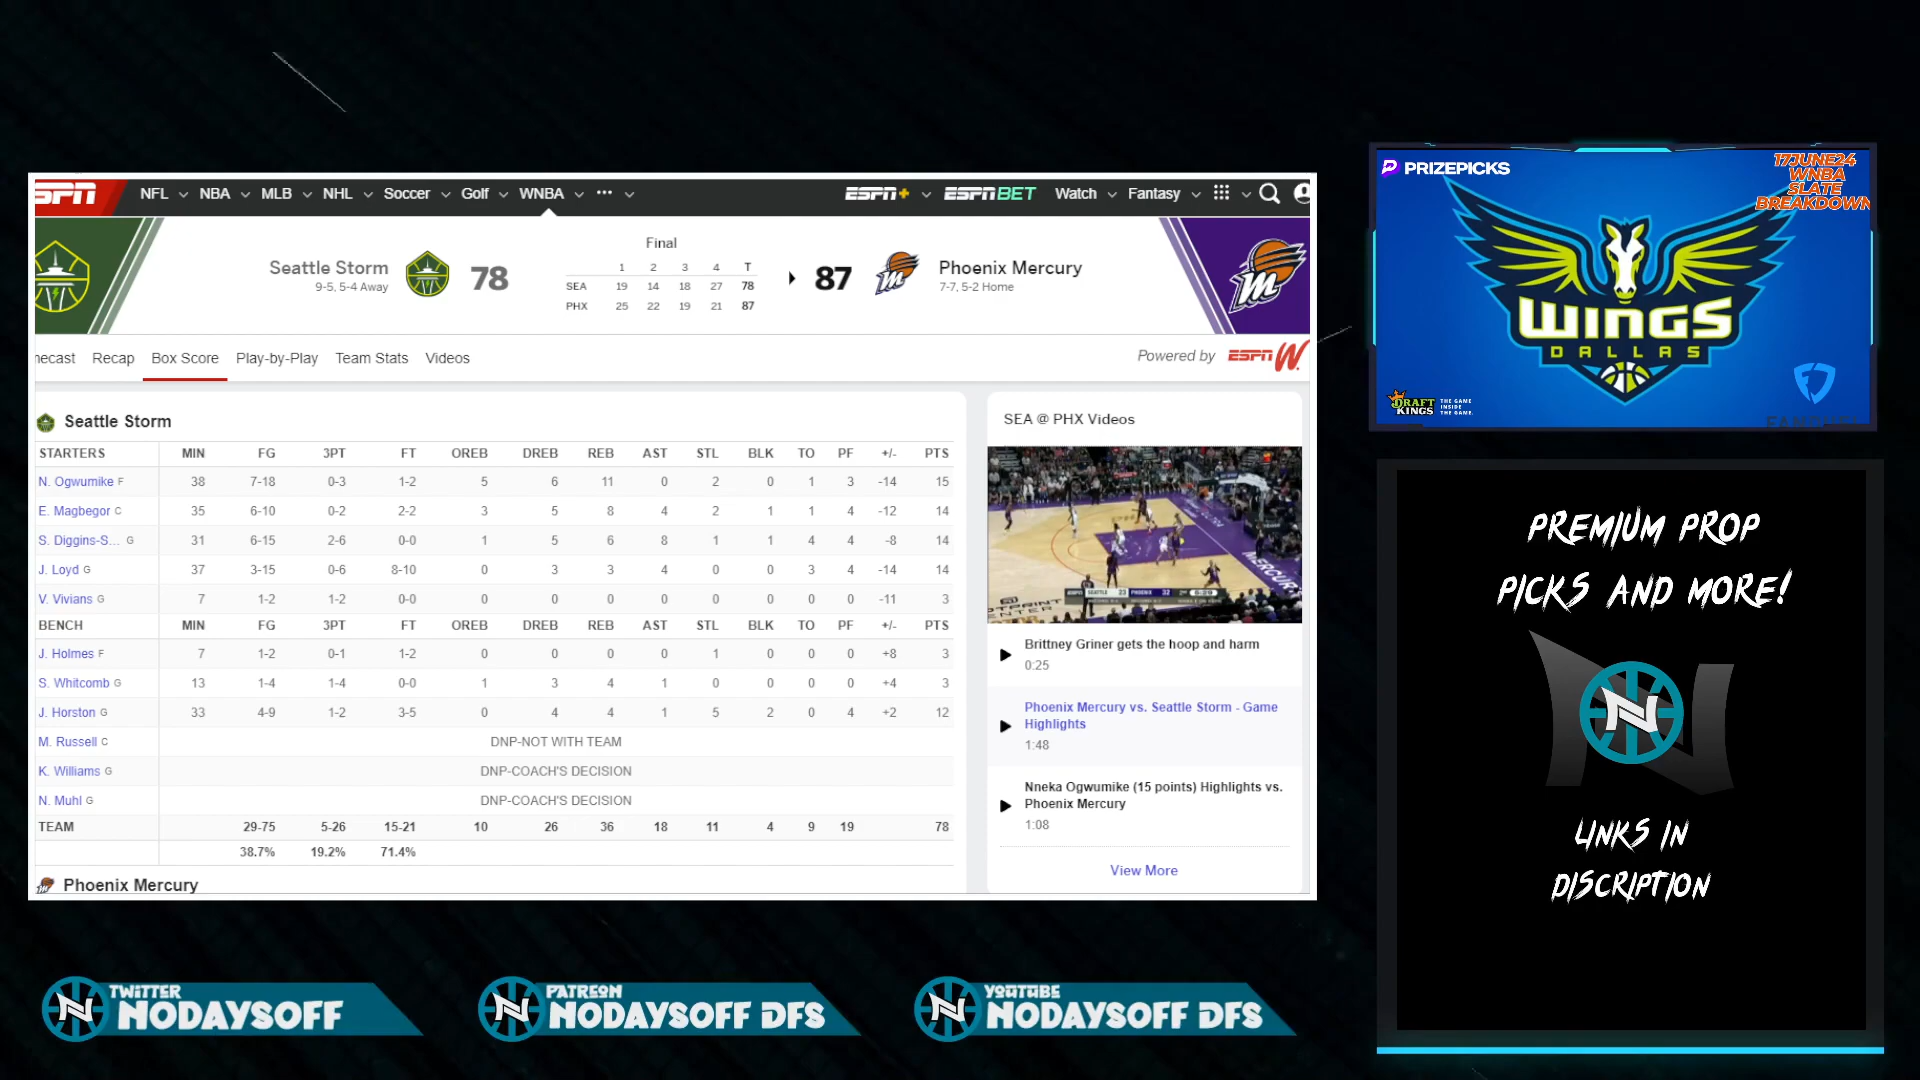 ESPN NFL NBA MLB NHL Soccer Golf WNBA ••• ESPN+ ESPN BET Watch Fantasy
Final
Seattle Storm 78 87 Phoenix Mercury
9-5, 5-4 Away 7-7, 5-2 Home
1 2 3 4 T
SEA 19 14 18 27 78
PHX 25 22 19 21 87
necast Recap Box Score Play-by-Play Team Stats Videos
Powered by ESPN W
Seattle Storm
STARTERS MIN FG 3PT FT OREB DREB REB AST STL BLK TO PF +/- PTS
N. Ogwumike F 38 7-18 0-3 1-2 5 6 11 0 2 0 1 3 -14 15
E. Magbegor C 35 6-10 0-2 2-2 3 5 8 4 2 1 1 4 -12 14
S. Diggins-S... G 31 6-15 2-6 0-0 1 5 6 8 1 1 4 4 -8 14
J. Loyd G 37 3-15 0-6 8-10 0 3 3 4 0 0 3 4 -14 14
V. Vivians G 7 1-2 1-2 0-0 0 0 0 0 0 0 0 0 -11 3
BENCH MIN FG 3PT FT OREB DREB REB AST STL BLK TO PF +/- PTS
J. Holmes F 7 1-2 0-1 1-2 0 0 0 0 1 0 0 0 +8 3
S. Whitcomb G 13 1-4 1-4 0-0 1 3 4 1 0 0 0 0 +4 3
J. Horston G 33 4-9 1-2 3-5 0 4 4 1 5 2 0 4 +2 12
M. Russell C DNP-NOT WITH TEAM
K. Williams G DNP-COACH'S DECISION
N. Muhl G DNP-COACH'S DECISION
TEAM 29-75 5-26 15-21 10 26 36 18 11 4 9 19 78
38.7% 19.2% 71.4%
Phoenix Mercury
SEA @ PHX Videos
SEATTLE 23 PHOENIX 32
Brittney Griner gets the hoop and harm
0:25
Phoenix Mercury vs. Seattle Storm - Game
Highlights
1:48
Nneka Ogwumike (15 points) Highlights vs.
Phoenix Mercury
1:08
View More
PRIZEPICKS
17JUNE24
WNBA
SLATE
BREAKDOWN
WINGS
DALLAS
DRAFT
KINGS
THE GAME
INSIDE
THE GAME.
PREMIUM PROP
PICKS AND MORE!
LINKS IN
DISCRIPTION
TWITTER
NODAYSOFF
PATREON
NODAYSOFF DFS
YOUTUBE
NODAYSOFF DFS